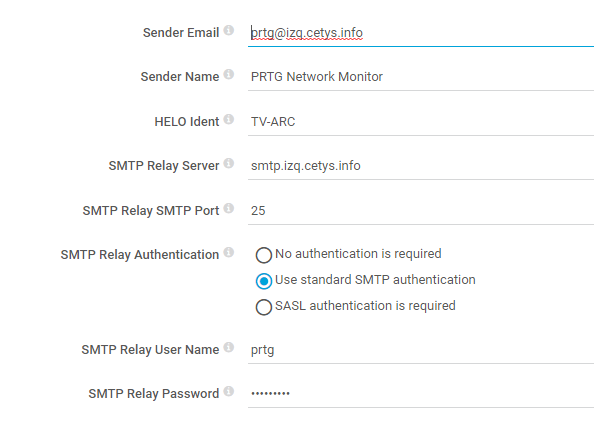 Sender Email prtg@izq.cetys.info
Sender Name PRTG Network Monitor
HELO Ident TV-ARC
SMTP Relay Server smtp.izq.cetys.info
SMTP Relay SMTP Port 25
SMTP Relay Authentication No authentication is required
Use standard SMTP authentication
SASL authentication is required
SMTP Relay User Name prtg
SMTP Relay Password •••••••••